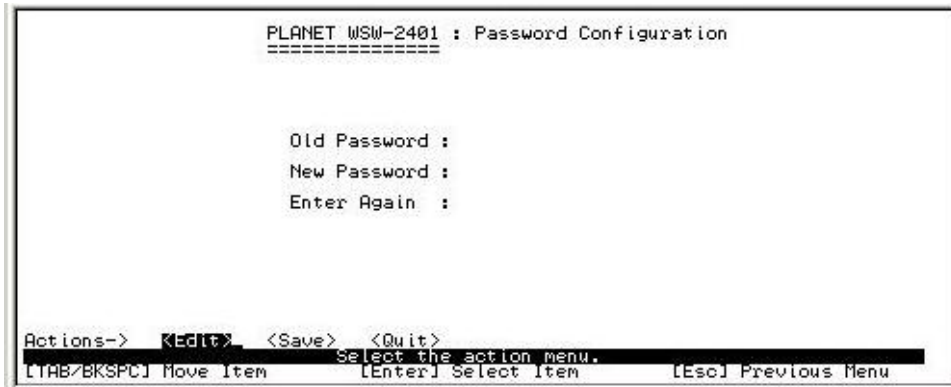 PLANET WSW-2401 : Password Configuration
===============
Old Password :
New Password :
Enter Again :
Actions-> <Edit> <Save> <Quit>
Select the action menu.
[TAB/BKSPC] Move Item [Enter] Select Item [Esc] Previous Menu